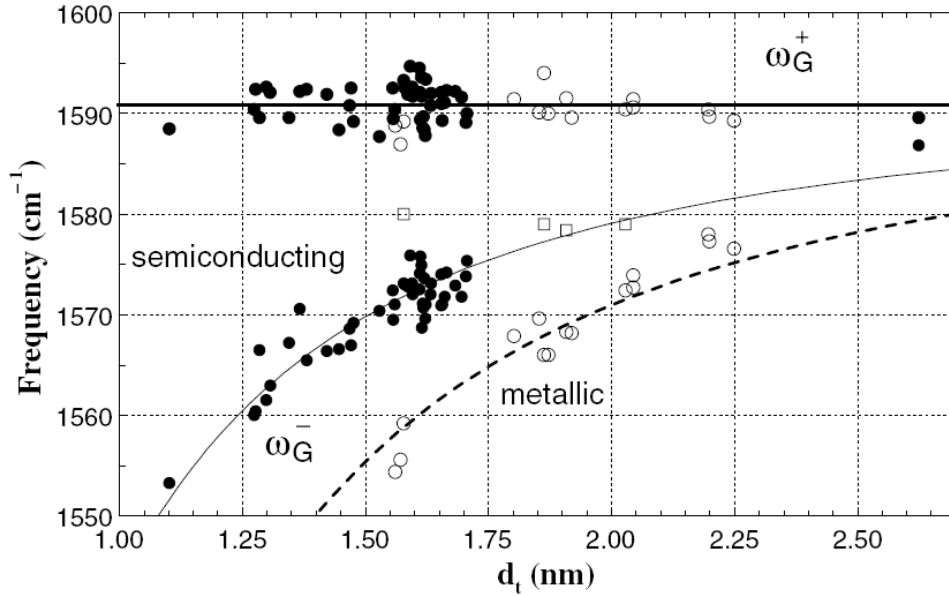 1600
1590
1580
1570
1560
1550
Frequency (cm⁻¹)
ω_G^+
semiconducting
metallic
ω_G^-
1.00 1.25 1.50 1.75 2.00 2.25 2.50
d_t (nm)